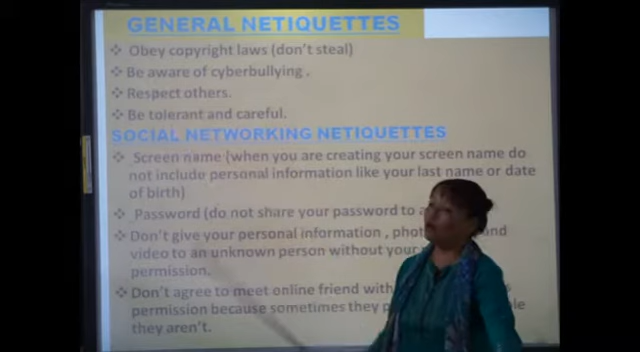 GENERAL NETIQUETTES
Obey copyright laws (don't steal)
Be aware of cyberbullying .
Respect others.
Be tolerant and careful.
SOCIAL NETWORKING NETIQUETTES
Screen name (when you are creating your screen name do
not include personal information like your last name or date
of birth)
Password (do not share your password to
Don't give your personal information ,
video to an unknown person without your
permission.
Don't agree to meet online friend
permission because sometimes they
they aren't.